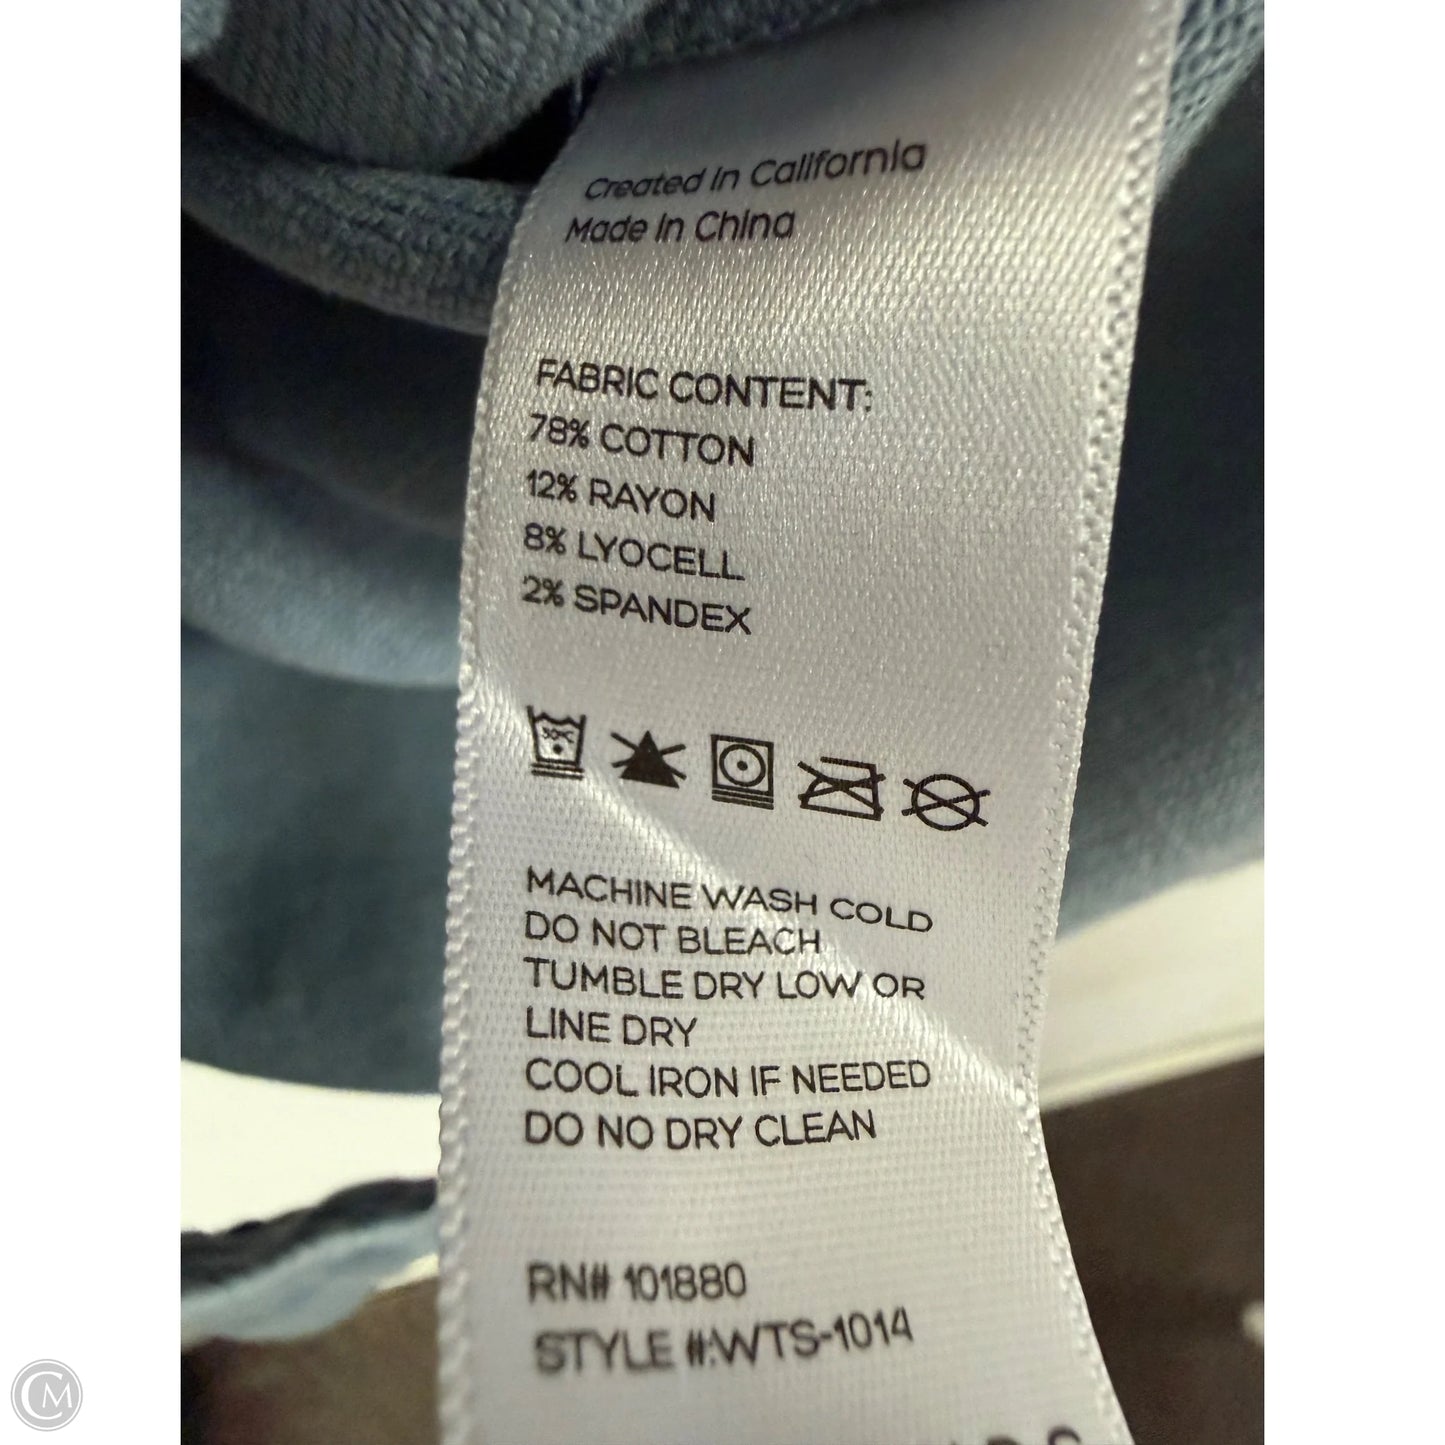 Created in California
Made in China
FABRIC CONTENT:
78% COTTON
12% RAYON
8% LYOCELL
2% SPANDEX
30°C
MACHINE WASH COLD
DO NOT BLEACH
TUMBLE DRY LOW OR
LINE DRY
COOL IRON IF NEEDED
DO NO DRY CLEAN
RN# 101880
STYLE #:WTS-1014
CM